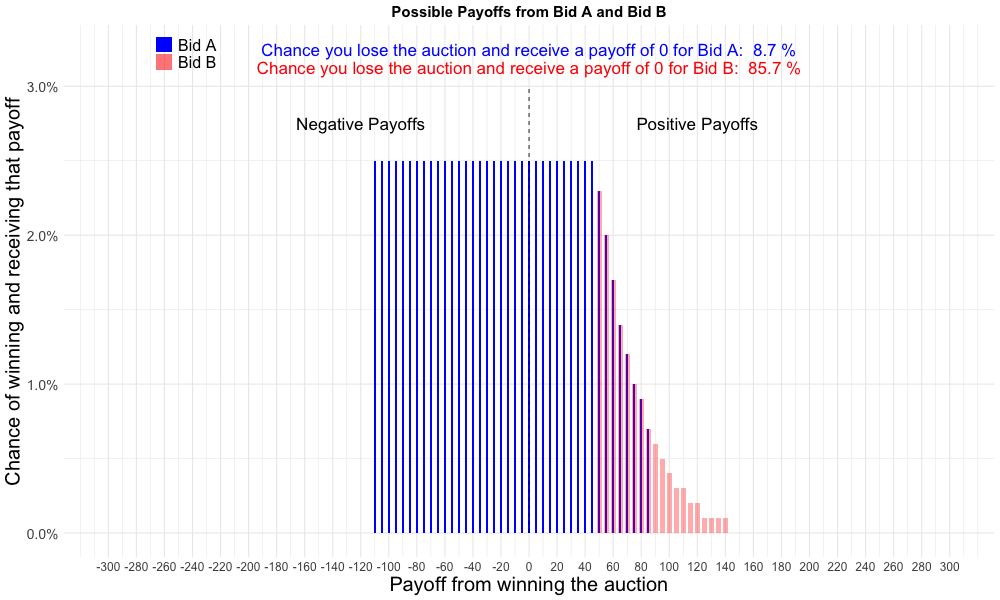 Possible Payoffs from Bid A and Bid B
Bid A
Bid B
Chance you lose the auction and receive a payoff of 0 for Bid A:  8.7 %
Chance you lose the auction and receive a payoff of 0 for Bid B:  85.7 %
Negative Payoffs
Positive Payoffs
Chance of winning and receiving that payoff
3.0%
2.0%
1.0%
0.0%
-300 -280 -260 -240 -220 -200 -180 -160 -140 -120 -100 -80 -60 -40 -20 0 20 40 60 80 100 120 140 160 180 200 220 240 260 280 300
Payoff from winning the auction